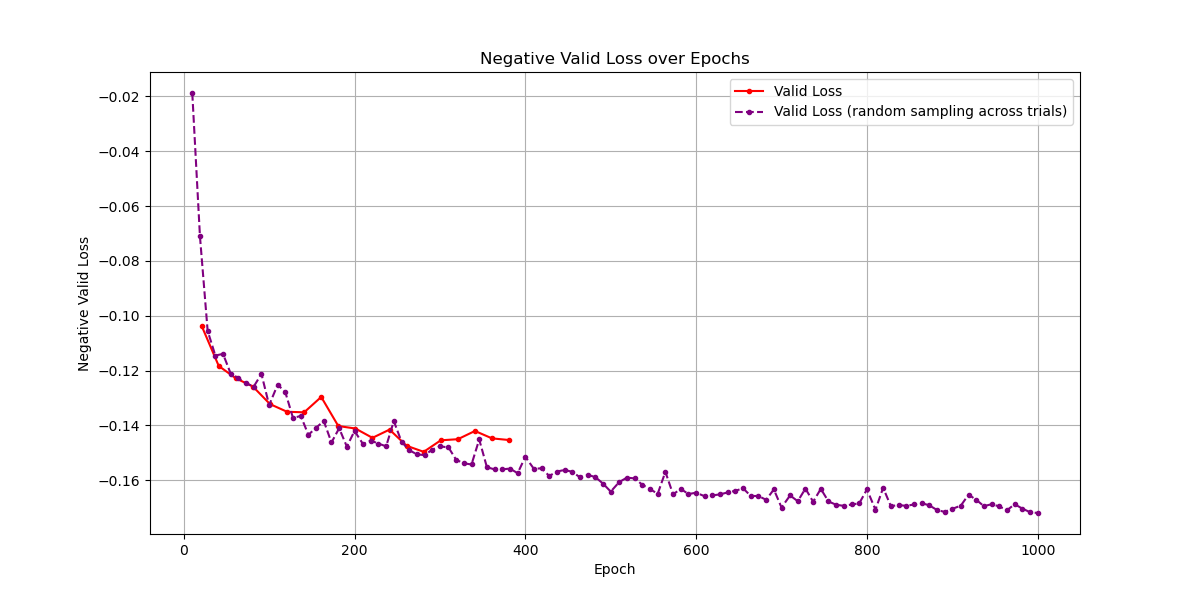 Negative Valid Loss over Epochs
Valid Loss
Valid Loss (random sampling across trials)
−0.02
−0.04
−0.06
−0.08
−0.10
−0.12
−0.14
−0.16
Negative Valid Loss
0 200 400 600 800 1000
Epoch